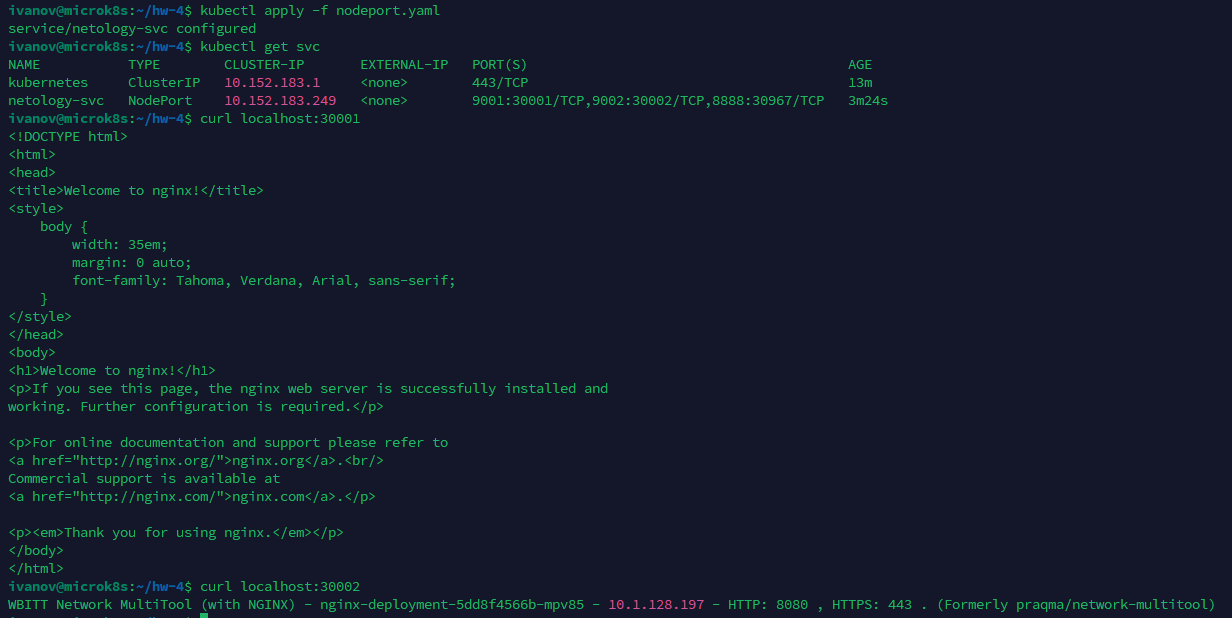 ivanov@microk8s:~/hw-4$ kubectl apply -f nodeport.yaml
service/netology-svc configured
ivanov@microk8s:~/hw-4$ kubectl get svc
NAME           TYPE        CLUSTER-IP       EXTERNAL-IP   PORT(S)                                        AGE
kubernetes     ClusterIP   10.152.183.1     <none>        443/TCP                                        13m
netology-svc   NodePort    10.152.183.249   <none>        9001:30001/TCP,9002:30002/TCP,8888:30967/TCP   3m24s
ivanov@microk8s:~/hw-4$ curl localhost:30001
<!DOCTYPE html>
<html>
<head>
<title>Welcome to nginx!</title>
<style>
    body {
        width: 35em;
        margin: 0 auto;
        font-family: Tahoma, Verdana, Arial, sans-serif;
    }
</style>
</head>
<body>
<h1>Welcome to nginx!</h1>
<p>If you see this page, the nginx web server is successfully installed and
working. Further configuration is required.</p>

<p>For online documentation and support please refer to
<a href="http://nginx.org/">nginx.org</a>.<br/>
Commercial support is available at
<a href="http://nginx.com/">nginx.com</a>.</p>

<p><em>Thank you for using nginx.</em></p>
</body>
</html>
ivanov@microk8s:~/hw-4$ curl localhost:30002
WBITT Network MultiTool (with NGINX) - nginx-deployment-5dd8f4566b-mpv85 - 10.1.128.197 - HTTP: 8080 , HTTPS: 443 . (Formerly praqma/network-multitool)